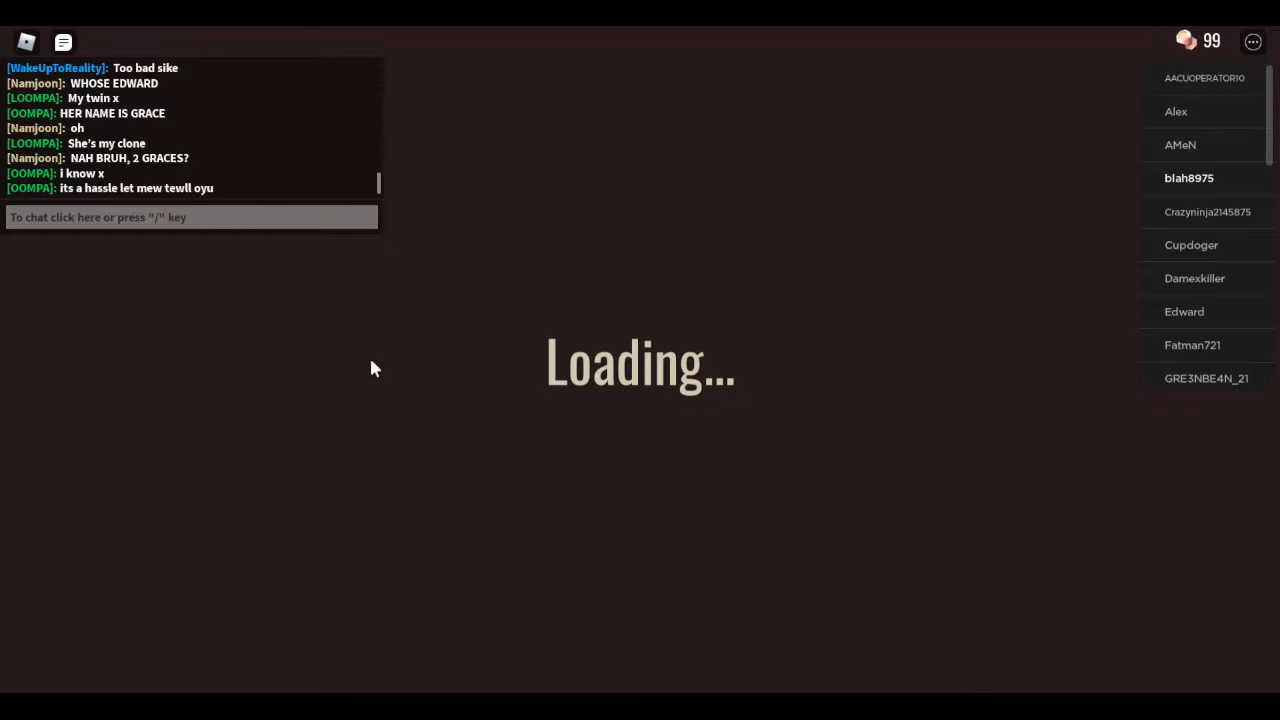 99
[WakeUpToReality]: Too bad sike
[Namjoon]: WHOSE EDWARD
[LOOMPA]: My twin x
[OOMPA]: HER NAME IS GRACE
[Namjoon]: oh
[LOOMPA]: She's my clone
[Namjoon]: NAH BRUH, 2 GRACES?
[OOMPA]: i know x
[OOMPA]: its a hassle let mew tewll oyu
To chat click here or press "/" key
Loading...
AACUOPERATOR10
Alex
AMeN
blah8975
Crazyninja2145875
Cupdoger
Damexkiller
Edward
Fatman721
GRE3NBE4N_21